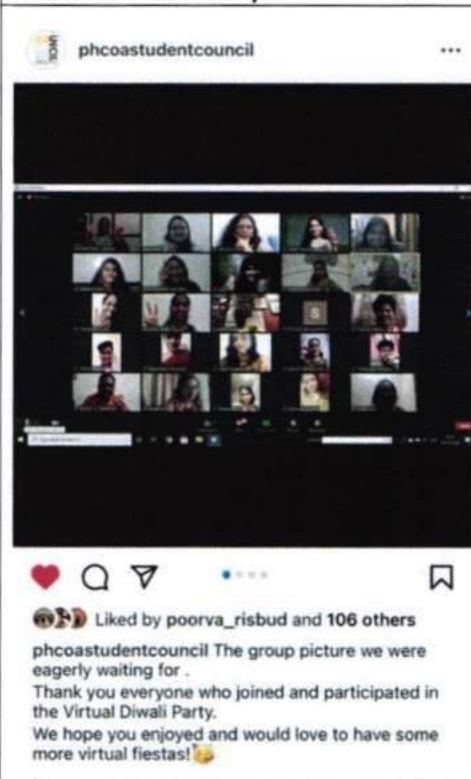 UNCIL
phcoastudentcouncil
S
Liked by poorva_risbud and 106 others
phcoastudentcouncil The group picture we were
eagerly waiting for .
Thank you everyone who joined and participated in
the Virtual Diwali Party.
We hope you enjoyed and would love to have some
more virtual fiestas!